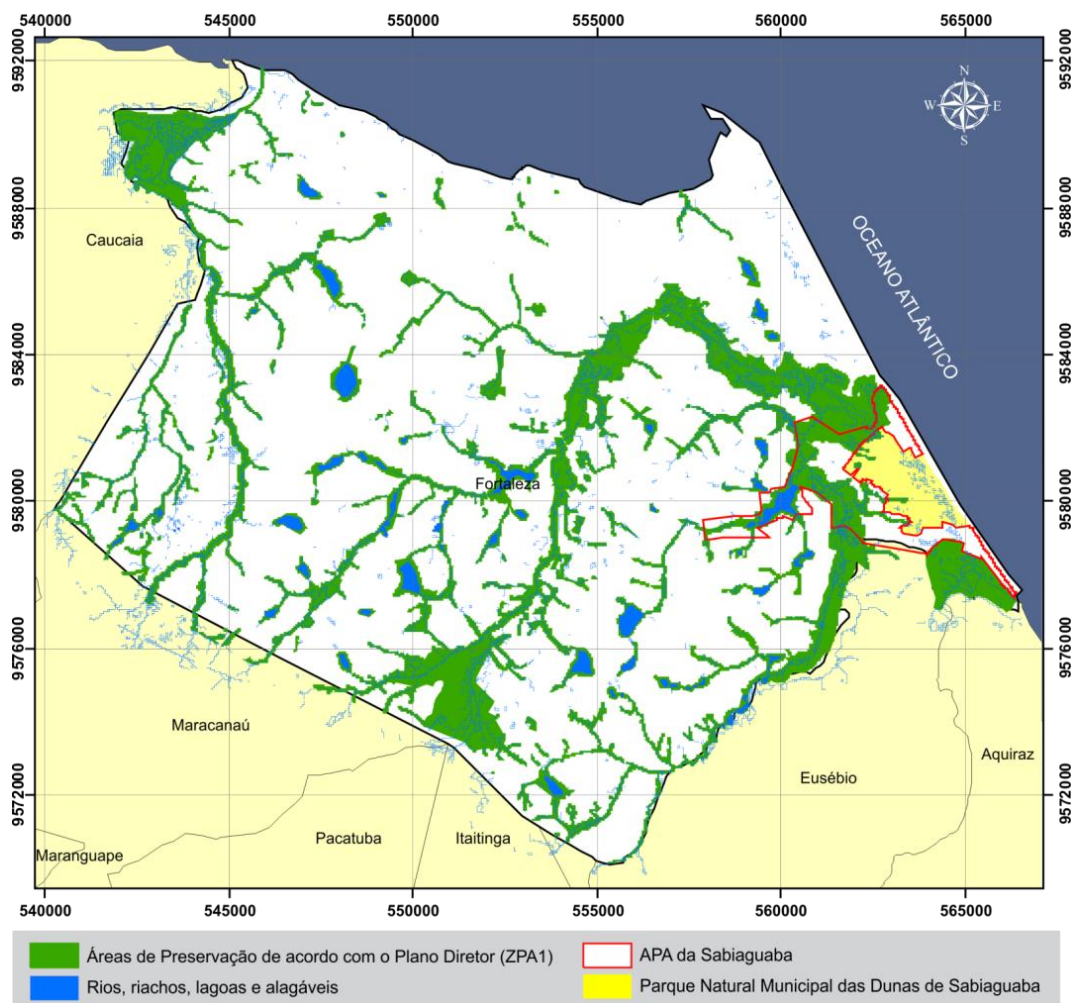 540000 545000 550000 555000 560000 565000
9592000 9592000
N
W E
S
9588000 9588000
Caucaia
OCEANO ATLÂNTICO
9584000 9584000
Fortaleza
9580000 9580000
9576000 9576000
Maracanaú
Aquiraz
Eusébio
9572000 9572000
Pacatuba
Itaitinga
Maranguape
540000 545000 550000 555000 560000 565000
Áreas de Preservação de acordo com o Plano Diretor (ZPA1)
APA da Sabiaguaba
Rios, riachos, lagoas e alagáveis
Parque Natural Municipal das Dunas de Sabiaguaba